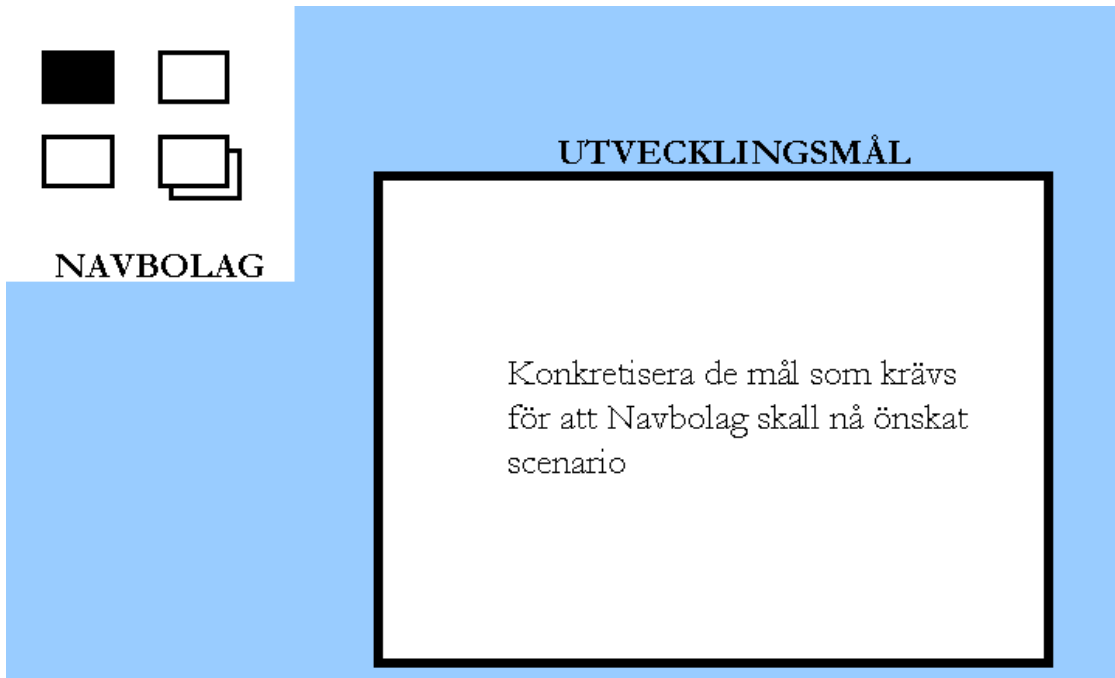 UTVECKLINGSMÅL
NAVBOLAG
Konkretisera de mål som krävs
för att Navbolag skall nå önskat
scenario